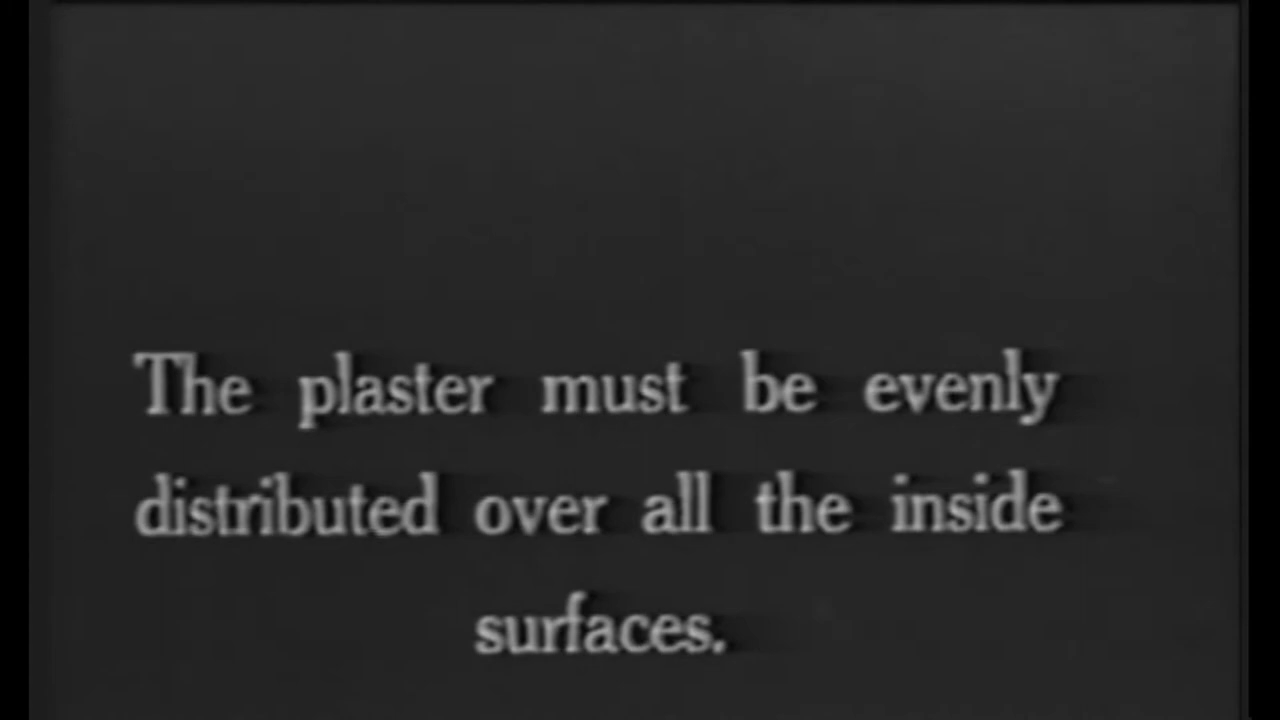 The plaster must be evenly
distributed over all the inside
surfaces.